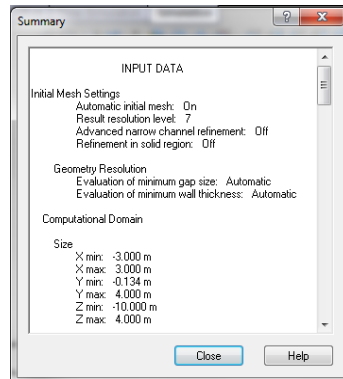 Summary
INPUT DATA
Initial Mesh Settings
Automatic initial mesh: On
Result resolution level: 7
Advanced narrow channel refinement: Off
Refinement in solid region: Off
Geometry Resolution
Evaluation of minimum gap size: Automatic
Evaluation of minimum wall thickness: Automatic
Computational Domain
Size
X min: -3.000 m
X max: 3.000 m
Y min: -0.134 m
Y max: 4.000 m
Z min: -10.000 m
Z max: 4.000 m
Close Help